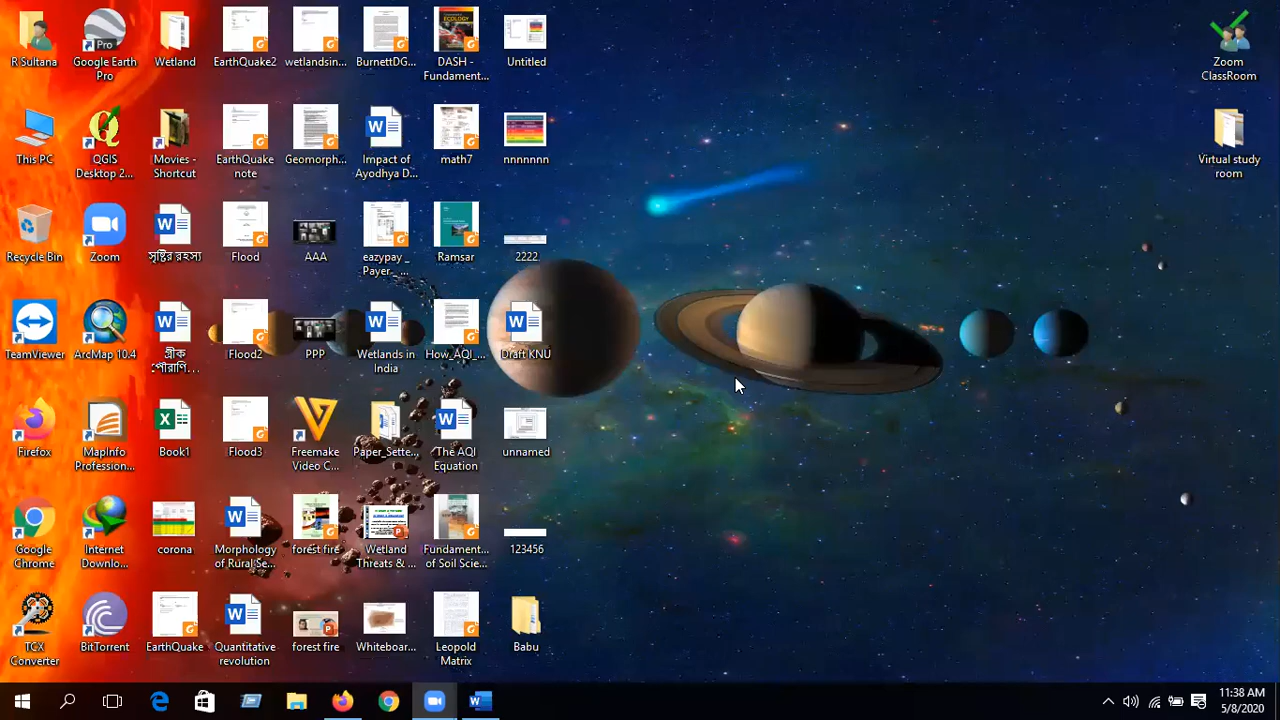 R Sultana
Google Earth
Pro
Pro
Wetland
EarthQuake2
wetlandsin...
BurnettDG...
ECOLOGY
DASH -
Fundament...
Untitled
Zoom
ClassRoom
This PC
QGIS
Desktop 2...
Movies -
Shortcut
EarthQuake
note
Geomorph...
Impact of
Ayodhya D...
math7
nnnnnnn
Virtual study
room
Recycle Bin
Zoom
সৃষ্টির রহস্য
Flood
AAA
eazypay _
Payer_ ...
Ramsar
2222.
TeamViewer
ArcMap 10.4
গ্রীক
পৌরাণি...
Flood2
PPP
Wetlands in
India
How_AQI_...
Draft KNU
Firefox
MapInfo
Profession...
Book1
Flood3
Freemake
Video C...
Paper_Sette...
The AQI
Equation
unnamed
Google
Chrome
Internet
Downlo...
corona
Morphology
of Rural Se...
forest fire
Wetland
Threats & ...
Fundament...
of Soil Scie...
123456
TCX
Converter
BitTorrent
EarthQuake
Quantitative
revolution
forest fire
Whiteboar...
Leopold
Matrix
Babu
11:38 AM
5/8/2020